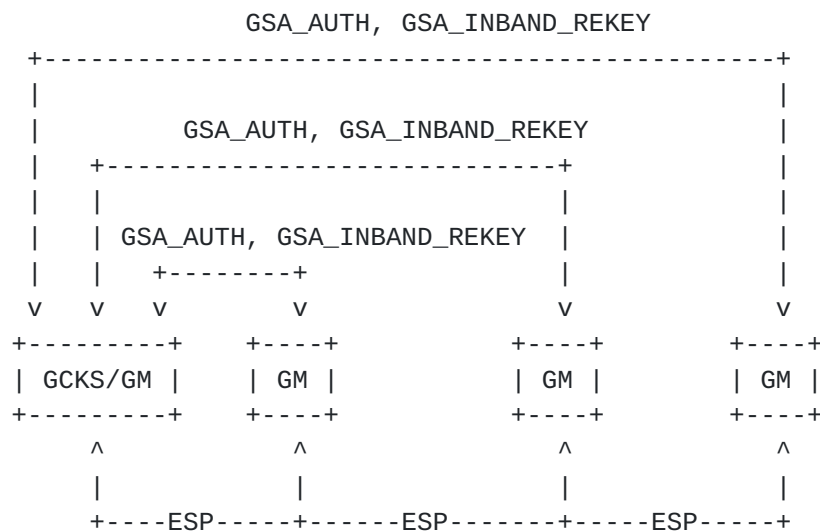 GSA_AUTH, GSA_INBAND_REKEY
GSA_AUTH, GSA_INBAND_REKEY
GSA_AUTH, GSA_INBAND_REKEY
GCKS/GM GM GM GM
ESP ESP ESP